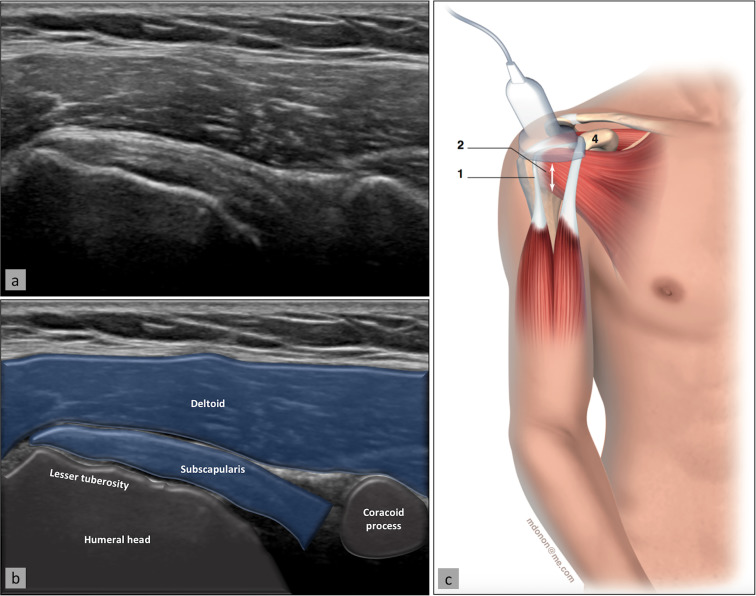 a
Deltoid
Subscapularis
Lesser tuberosity
Coracoid
process
Humeral head
b
4
2
1
mdonon@me.com
c